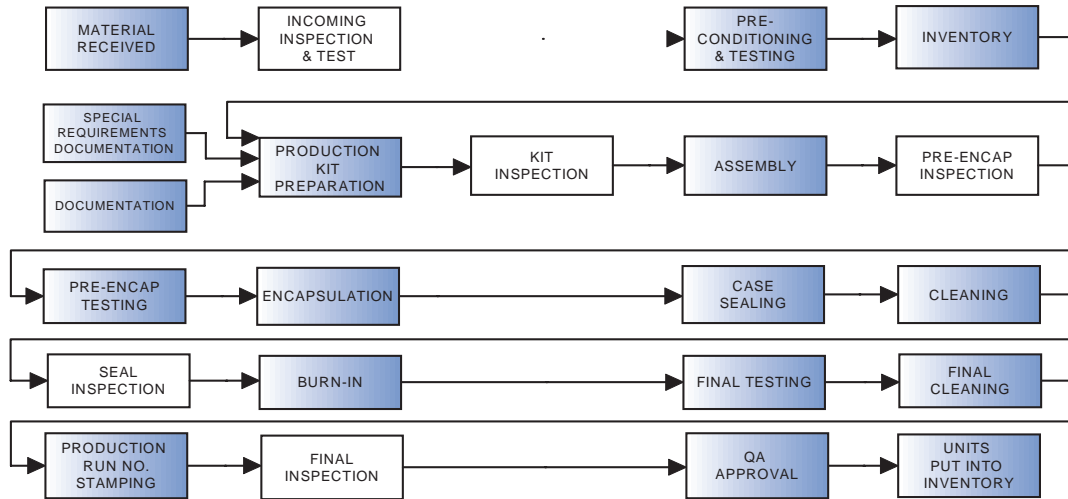 MATERIAL
RECEIVED
INCOMING
INSPECTION
& TEST
PRE-
CONDITIONING
& TESTING
INVENTORY
SPECIAL
REQUIREMENTS
DOCUMENTATION
DOCUMENTATION
PRODUCTION
KIT
PREPARATION
KIT
INSPECTION
ASSEMBLY
PRE-ENCAP
INSPECTION
PRE-ENCAP
TESTING
ENCAPSULATION
CASE
SEALING
CLEANING
SEAL
INSPECTION
BURN-IN
FINAL TESTING
FINAL
CLEANING
PRODUCTION
RUN NO.
STAMPING
FINAL
INSPECTION
QA
APPROVAL
UNITS
PUT INTO
INVENTORY